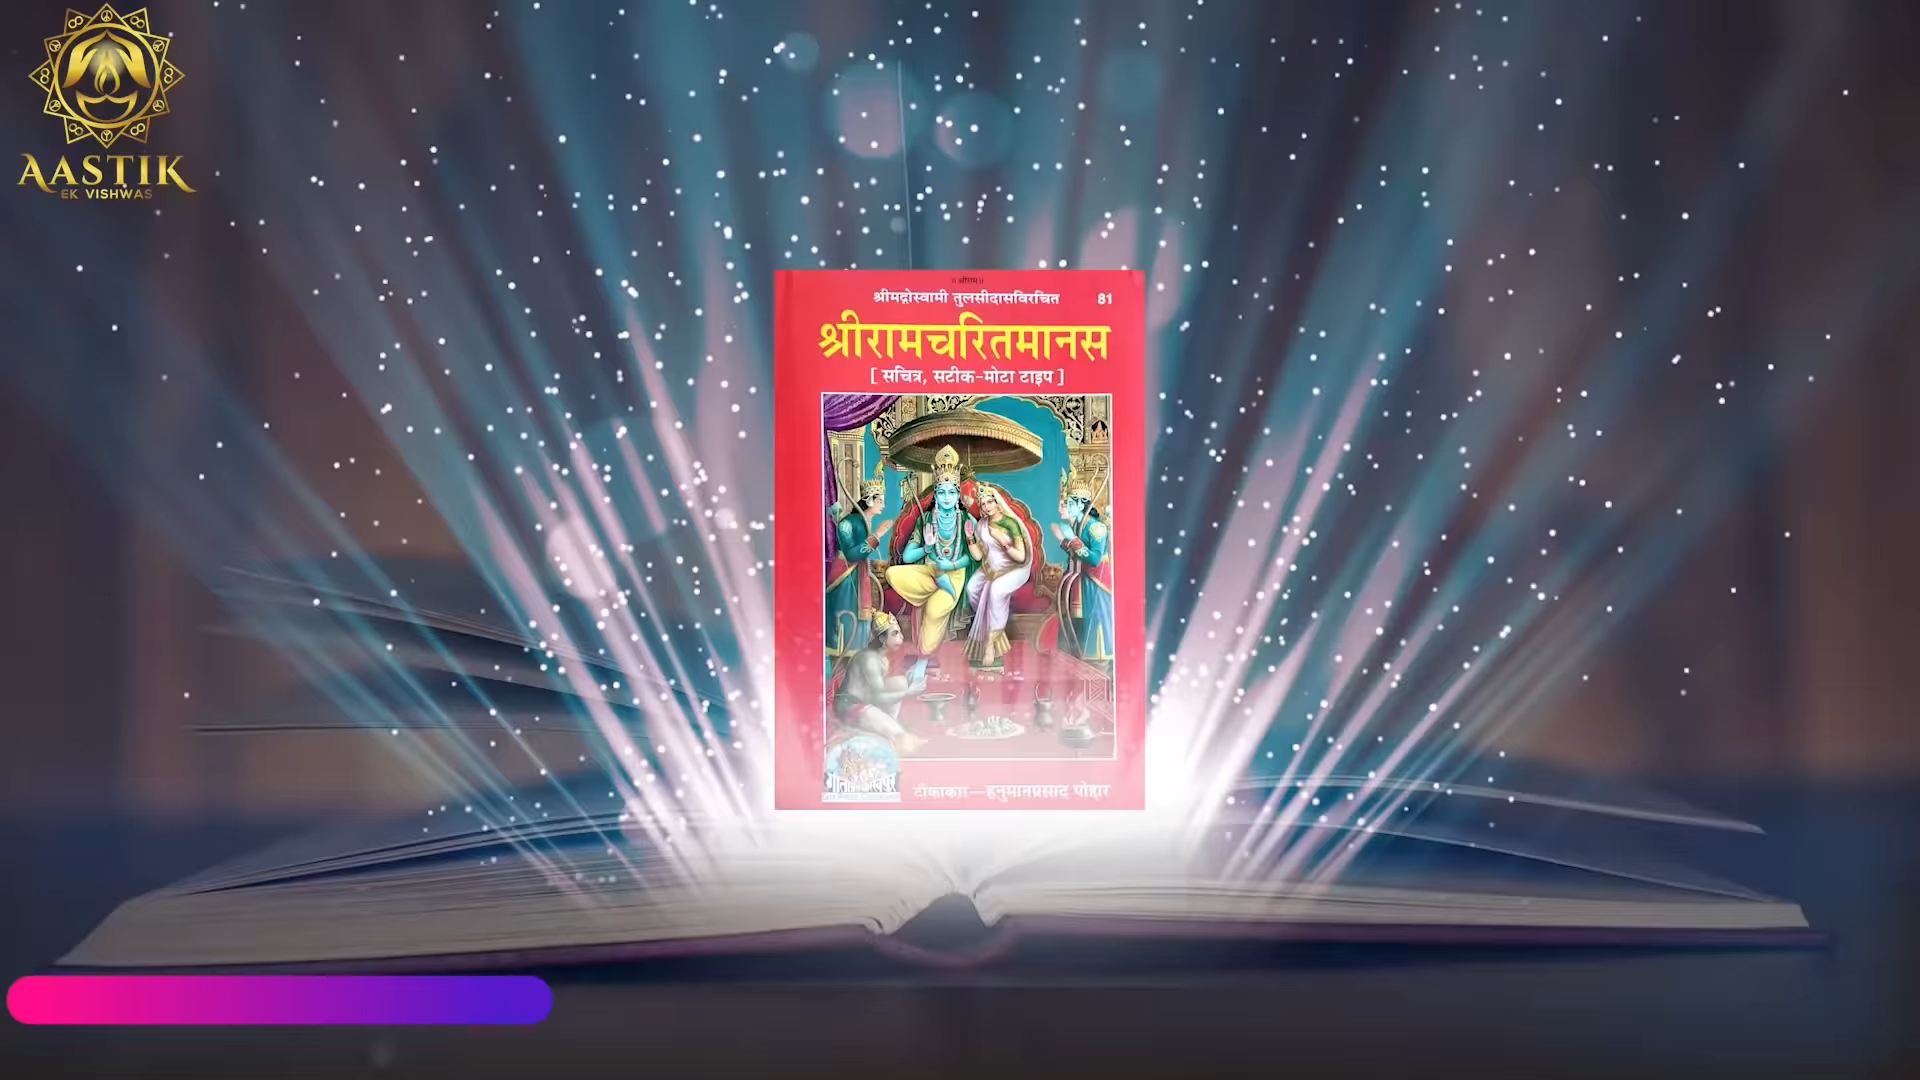 AASTIK
EK VISHWAS
॥ श्रीराम ॥
श्रीमद्गोस्वामी तुलसीदासविरचित 81
श्रीरामचरितमानस
[ सचित्र, सटीक-मोटा टाइप ]
टीकाकार—हनुमानप्रसाद पोद्दार